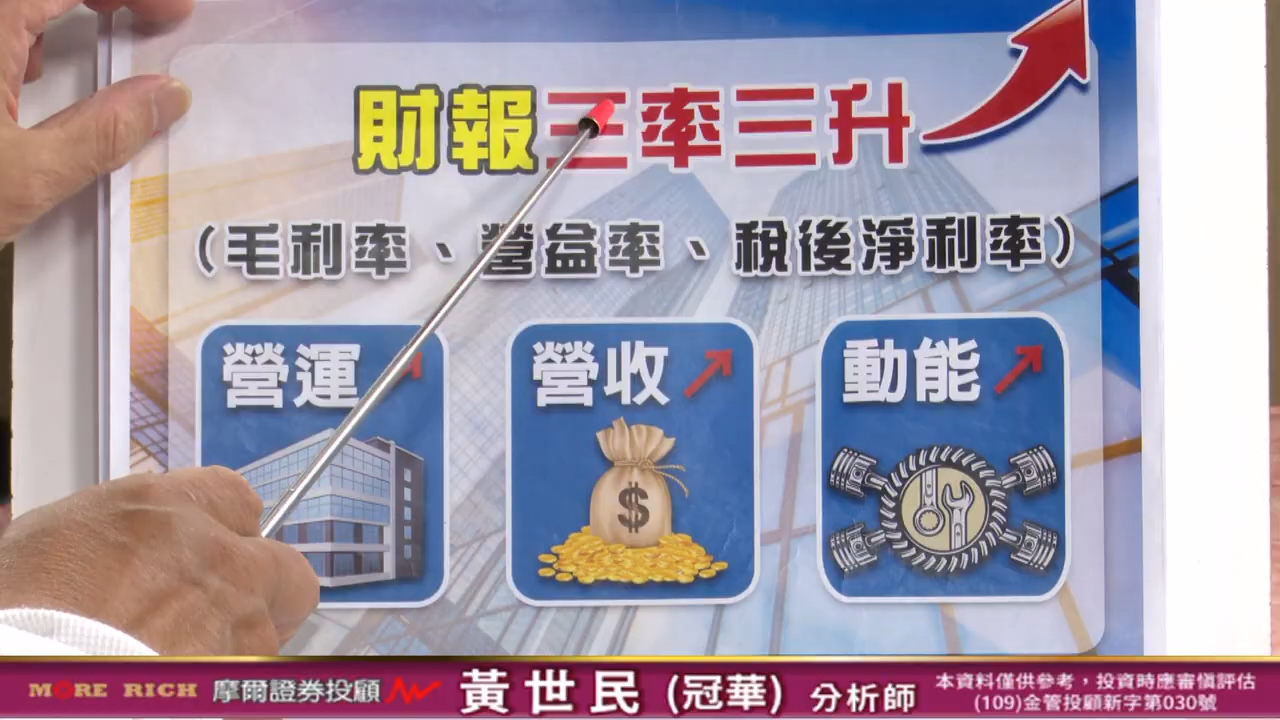 財報三率三升
(毛利率、營益率、稅後淨利率)
營運
營收
動能
$
MORE RICH 摩爾證券投顧 黃世民(冠華) 分析師
本資料僅供參考，投資時應審慎評估
(109)金管投顧新字第030號